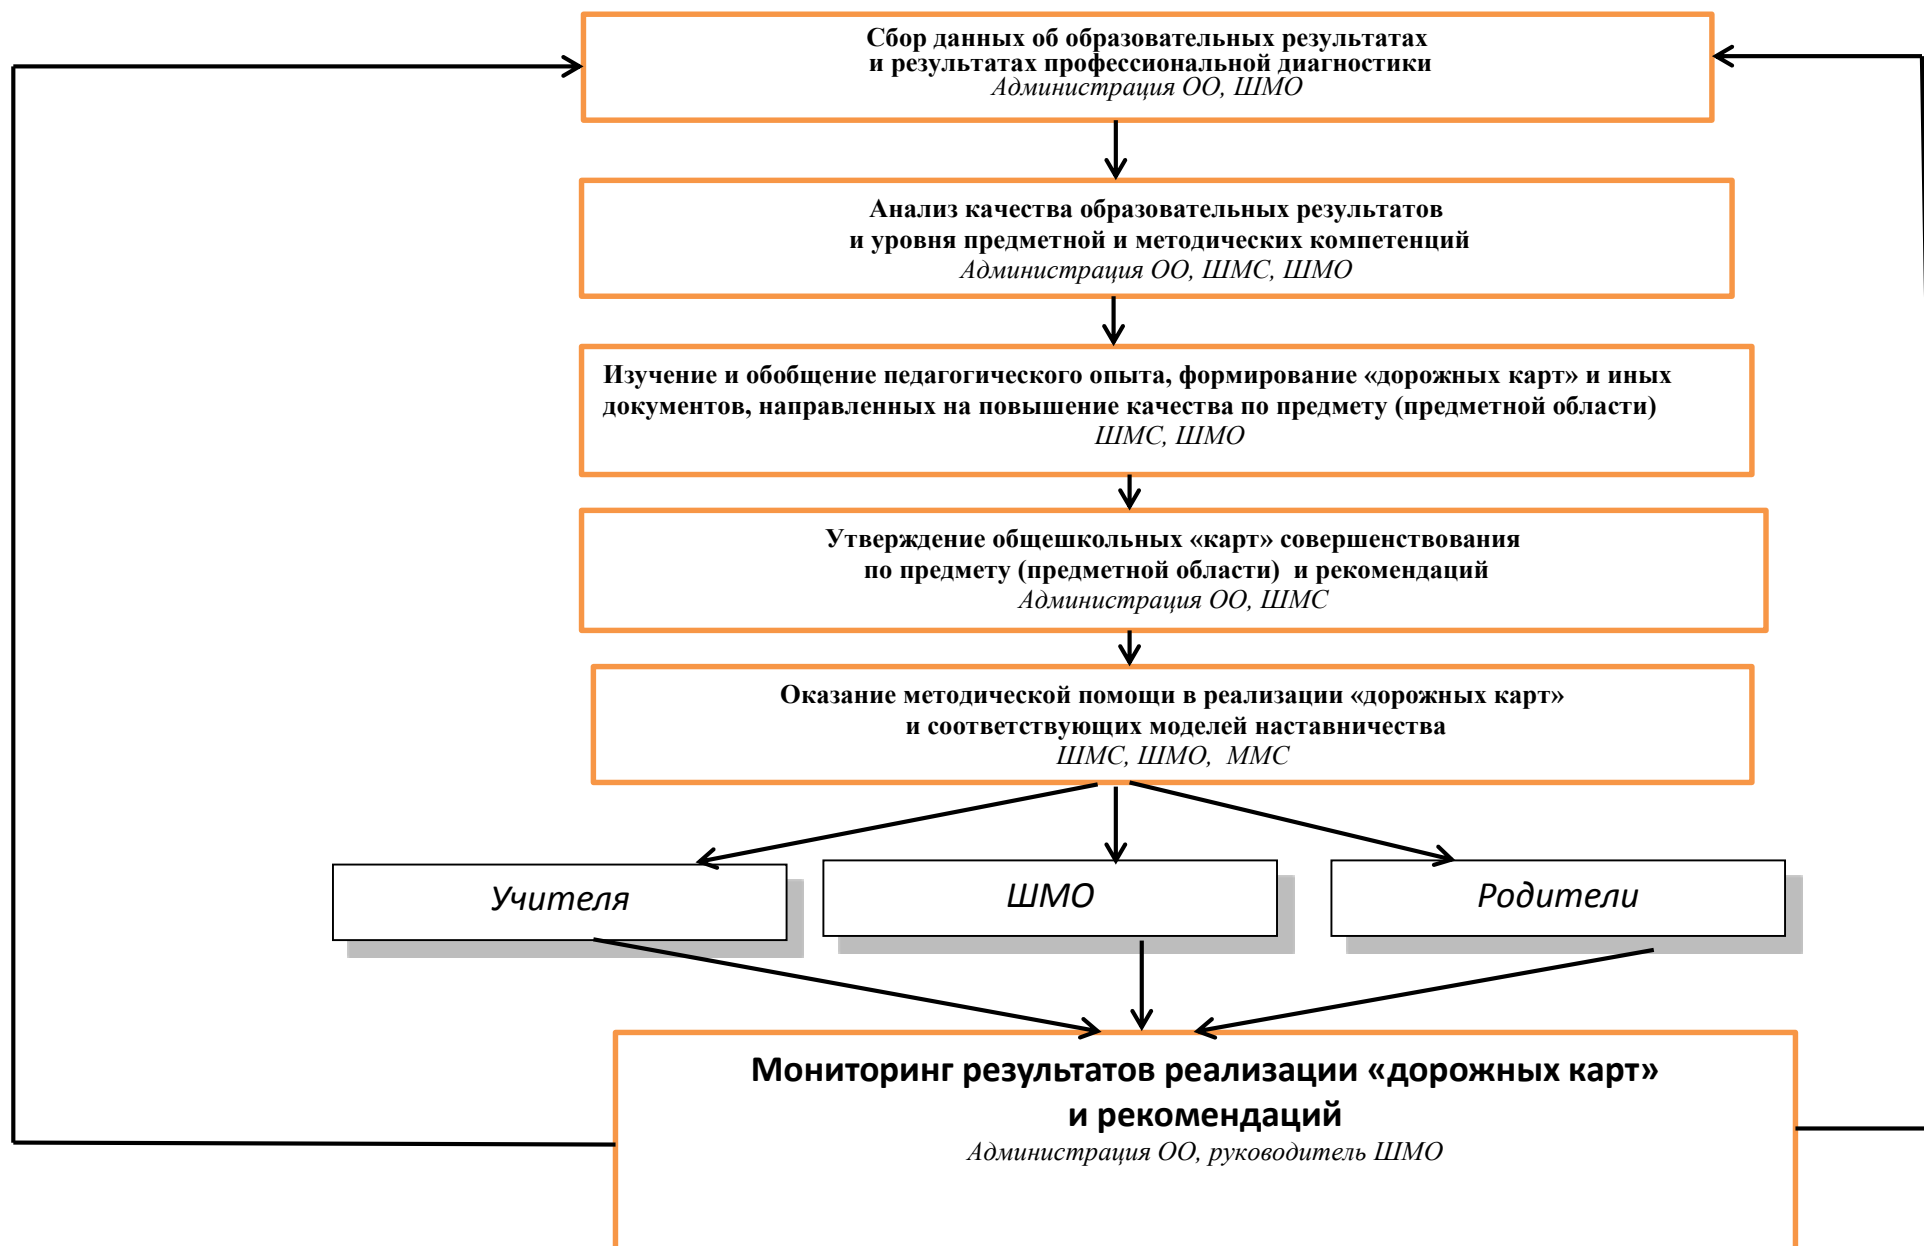 Сбор данных об образовательных результатах
и результатах профессиональной диагностики
Администрация ОО, ШМО
Анализ качества образовательных результатов
и уровня предметной и методических компетенций
Администрация ОО, ШМС, ШМО
Изучение и обобщение педагогического опыта, формирование «дорожных карт» и иных
документов, направленных на повышение качества по предмету (предметной области)
ШМС, ШМО
Утверждение общешкольных «карт» совершенствования
по предмету (предметной области) и рекомендаций
Администрация ОО, ШМС
Оказание методической помощи в реализации «дорожных карт»
и соответствующих моделей наставничества
ШМС, ШМО, ММС
Учителя
ШМО
Родители
Мониторинг результатов реализации «дорожных карт»
и рекомендаций
Администрация ОО, руководитель ШМО